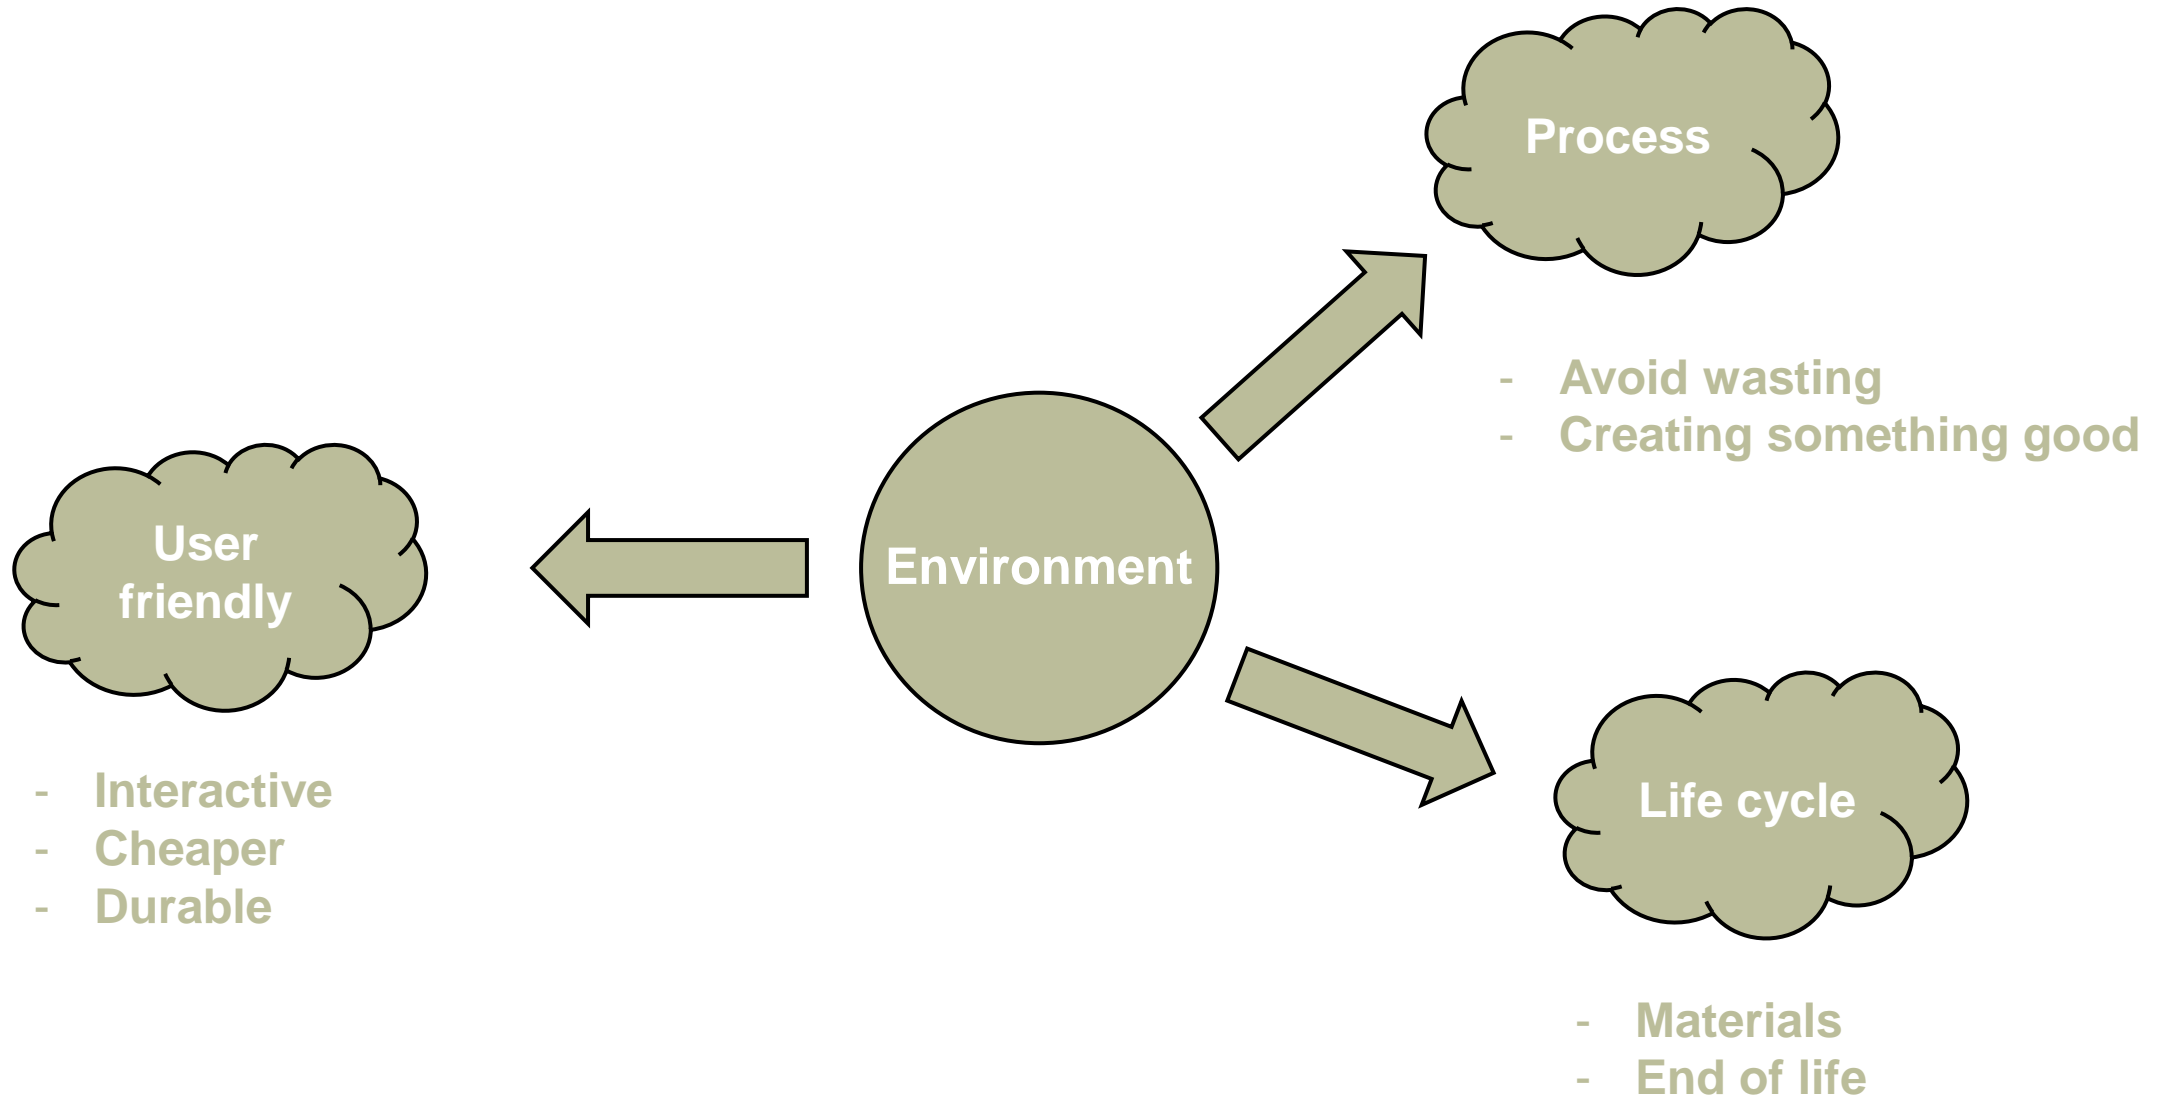 Process
- Avoid wasting
- Creating something good
User
friendly
Environment
- Interactive
- Cheaper
- Durable
Life cycle
- Materials
- End of life